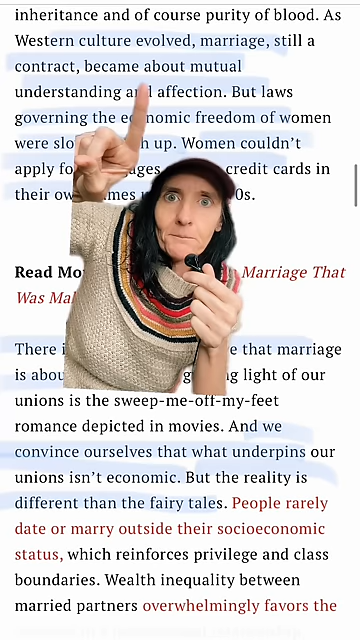 inheritance and of course purity of blood. As
Western culture evolved, marriage, still a
contract, became about mutual
understanding and affection. But laws
governing the economic freedom of women
were slo h up. Women couldn't
apply fo ages credit cards in
their ow mes 0s.
Read Mo Marriage That
Was Ma
There i e that marriage
is abou g light of our
unions is the sweep-me-off-my-feet
romance depicted in movies. And we
convince ourselves that what underpins our
unions isn't economic. But the reality is
different than the fairy tales. People rarely
date or marry outside their socioeconomic
status, which reinforces privilege and class
boundaries. Wealth inequality between
married partners overwhelmingly favors the